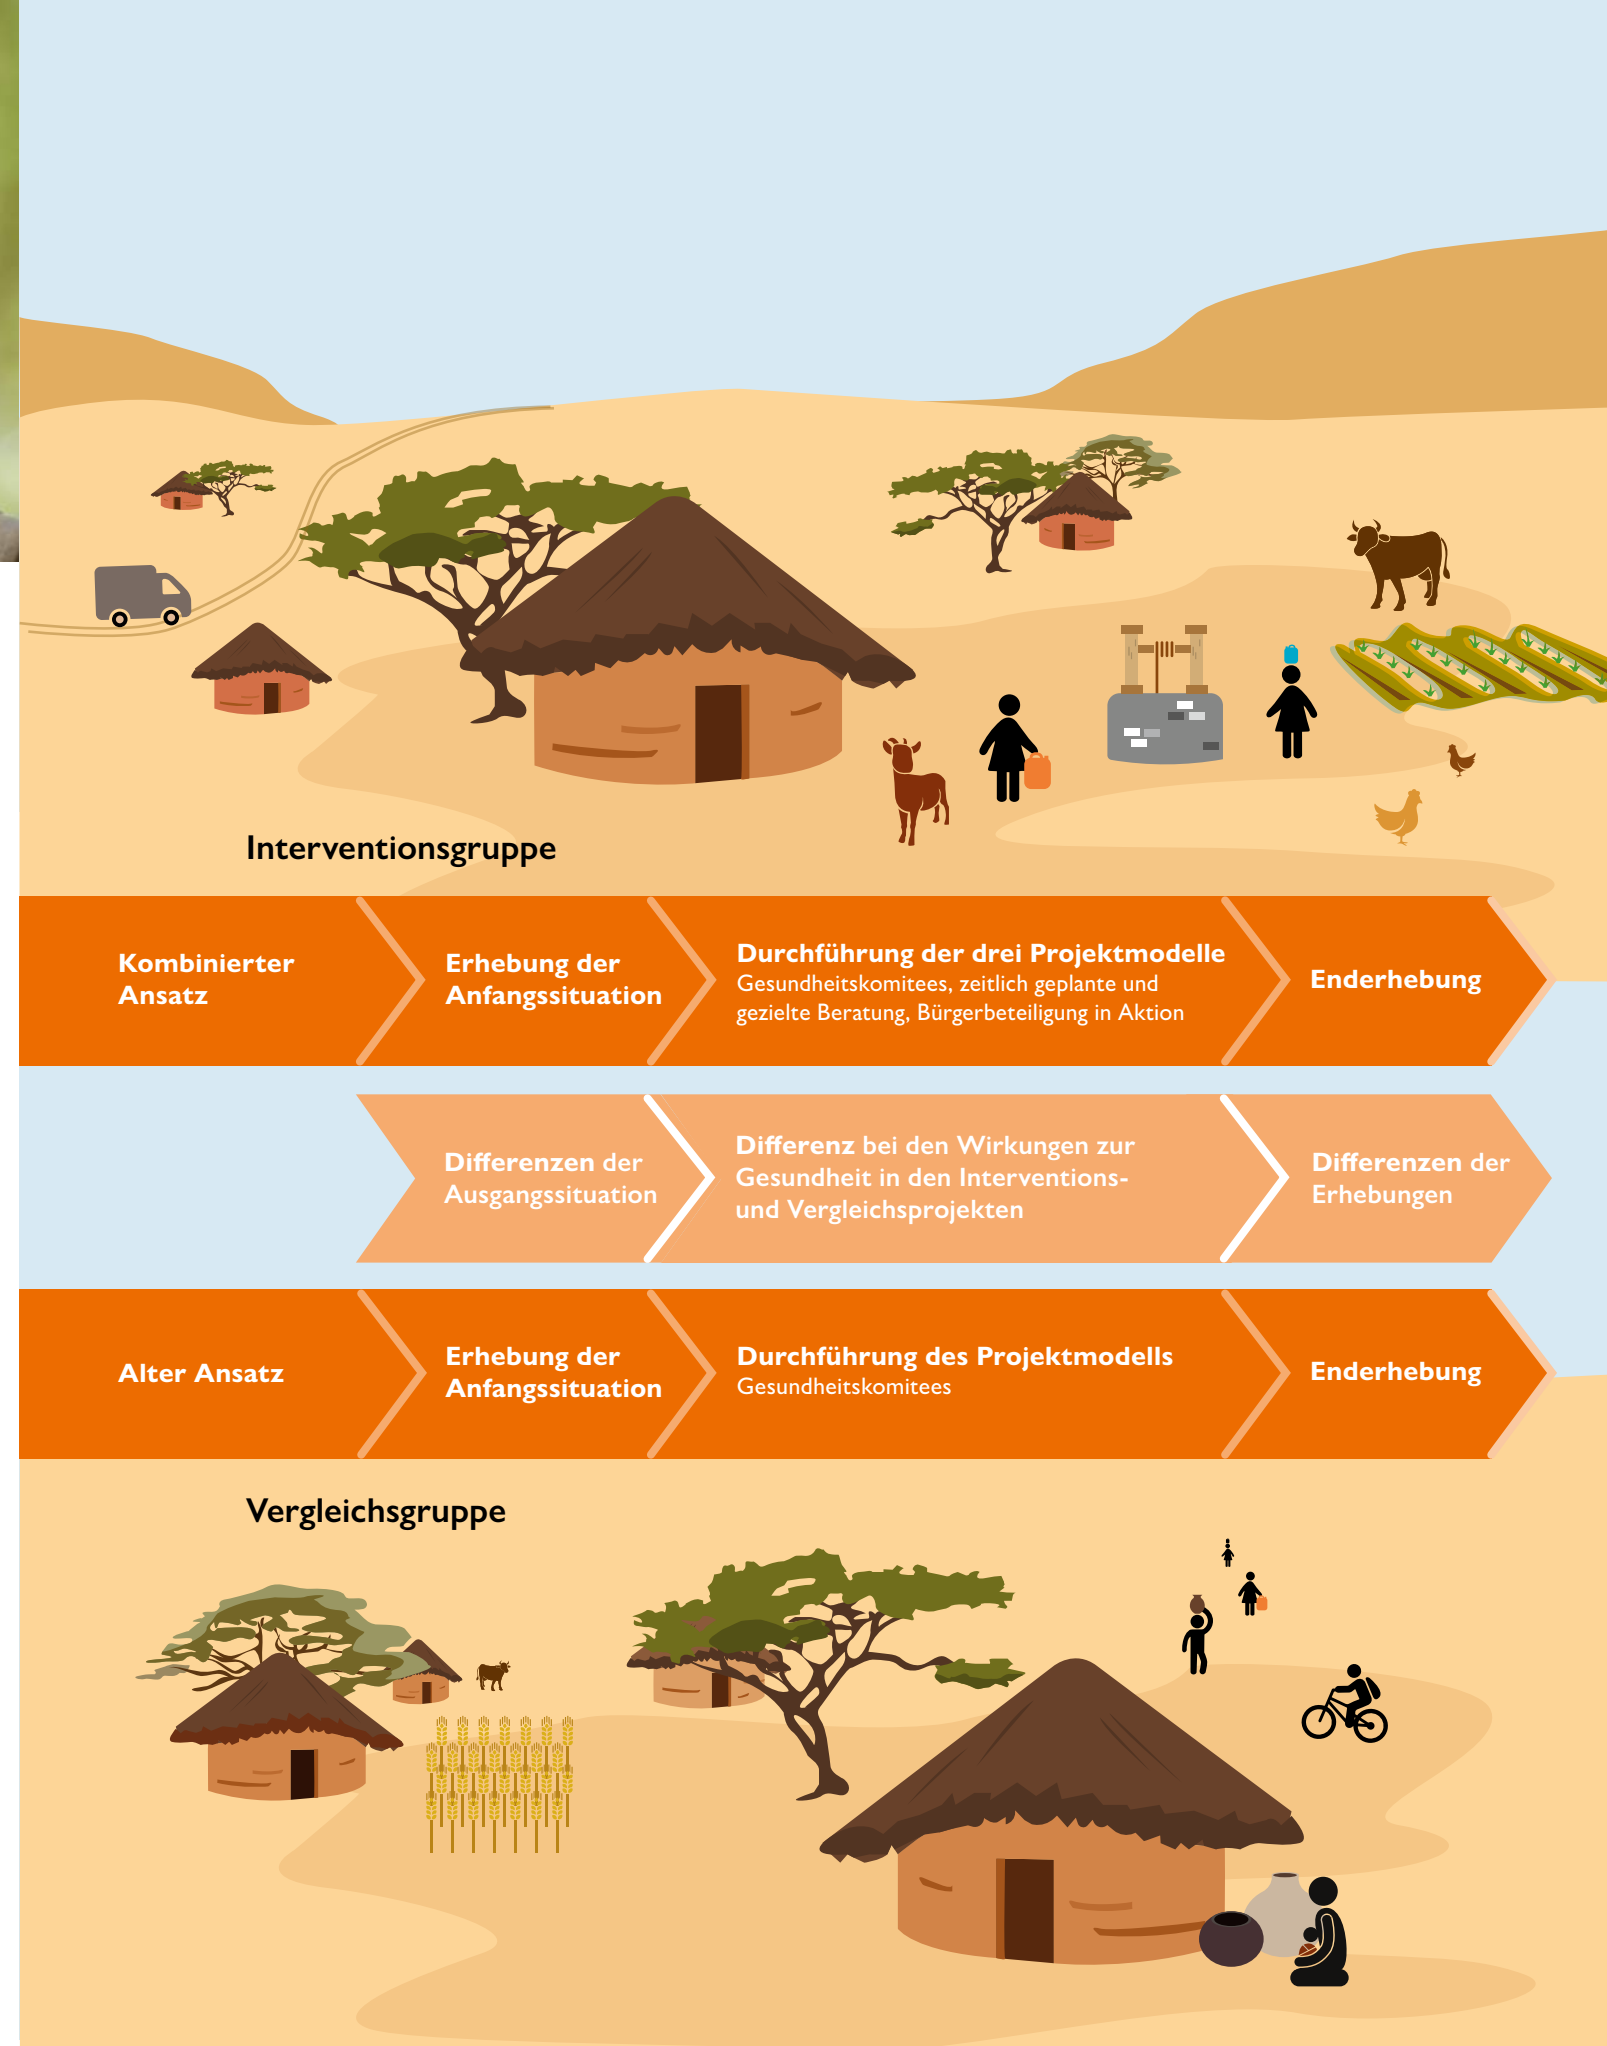 Interventionsgruppe
Kombinierter
Ansatz
Erhebung der
Anfangssituation
Durchführung der drei Projektmodelle
Gesundheitskomitees, zeitlich geplante und
gezielte Beratung, Bürgerbeteiligung in Aktion
Enderhebung
Differenzen der
Ausgangssituation
Differenz bei den Wirkungen zur
Gesundheit in den Interventions-
und Vergleichsprojekten
Differenzen der
Erhebungen
Alter Ansatz
Erhebung der
Anfangssituation
Durchführung des Projektmodells
Gesundheitskomitees
Enderhebung
Vergleichsgruppe